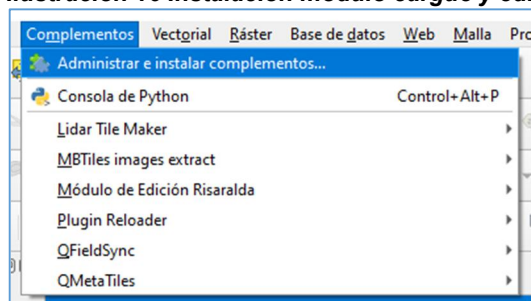 Complementos Vectorial Ráster Base de datos Web Malla
Administrar e instalar complementos...
Consola de Python Control+Alt+P
Lidar Tile Maker
MBTiles images extract
Módulo de Edición Risaralda
Plugin Reloader
QFieldSync
QMetaTiles